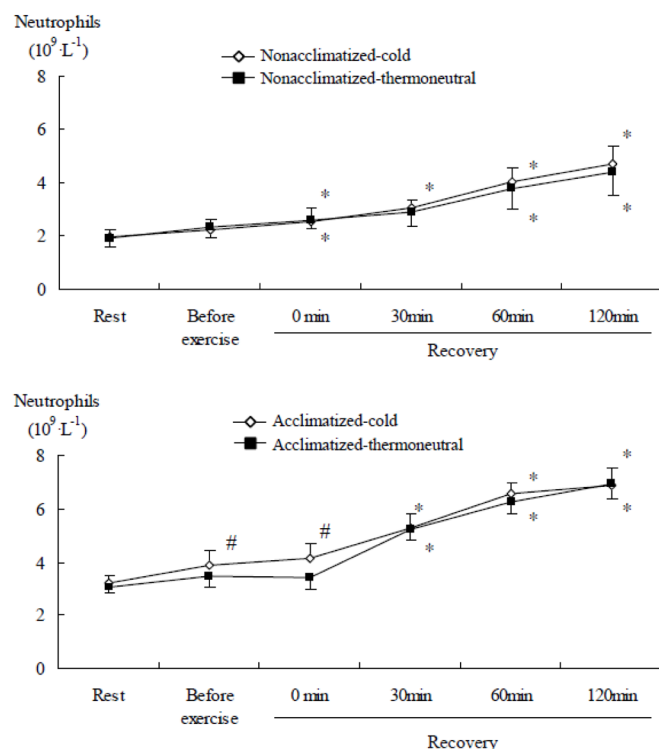 Neutrophils
(10⁹·L⁻¹)
Nonacclimatized-cold
Nonacclimatized-thermoneutral
8
6
4
2
0
*
*
*
*
*
*
*
Rest Before exercise 0 min 30min 60min 120min
Recovery
Neutrophils
(10⁹·L⁻¹)
Acclimatized-cold
Acclimatized-thermoneutral
8
6
4
2
0
#
#
*
*
*
*
*
*
Rest Before exercise 0 min 30min 60min 120min
Recovery